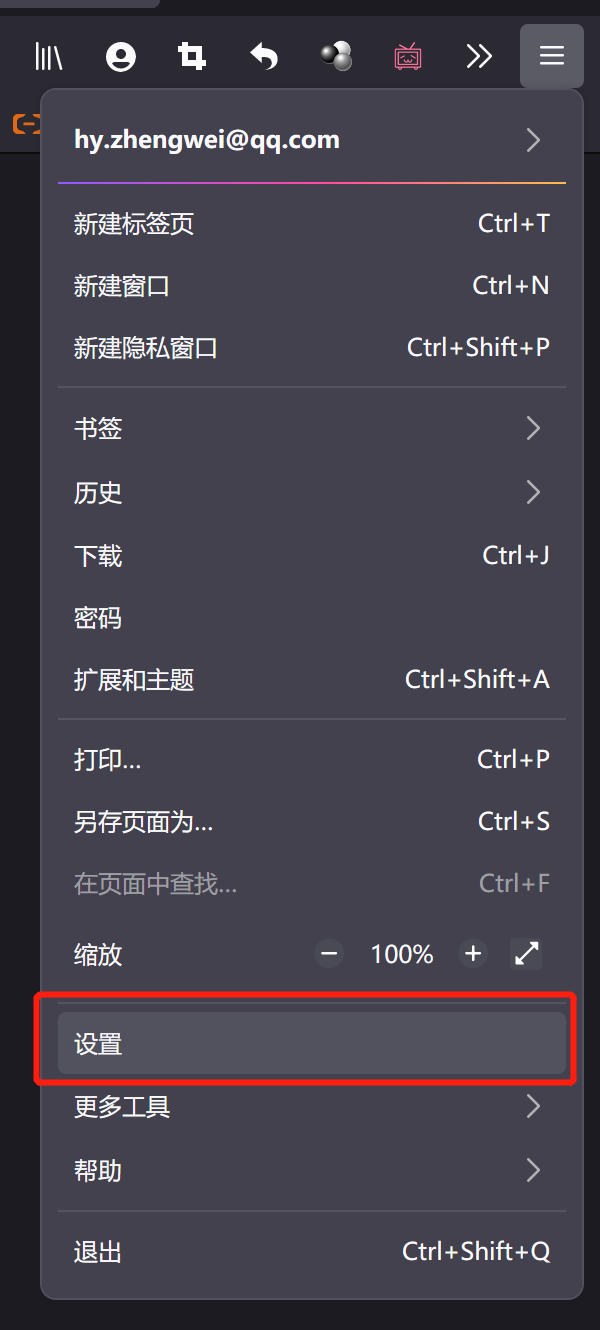 hy.zhengwei@qq.com
新建标签页 Ctrl+T
新建窗口 Ctrl+N
新建隐私窗口 Ctrl+Shift+P
书签
历史
下载 Ctrl+J
密码
扩展和主题 Ctrl+Shift+A
打印... Ctrl+P
另存页面为... Ctrl+S
在页面中查找... Ctrl+F
缩放 − 100% +
设置
更多工具
帮助
退出 Ctrl+Shift+Q